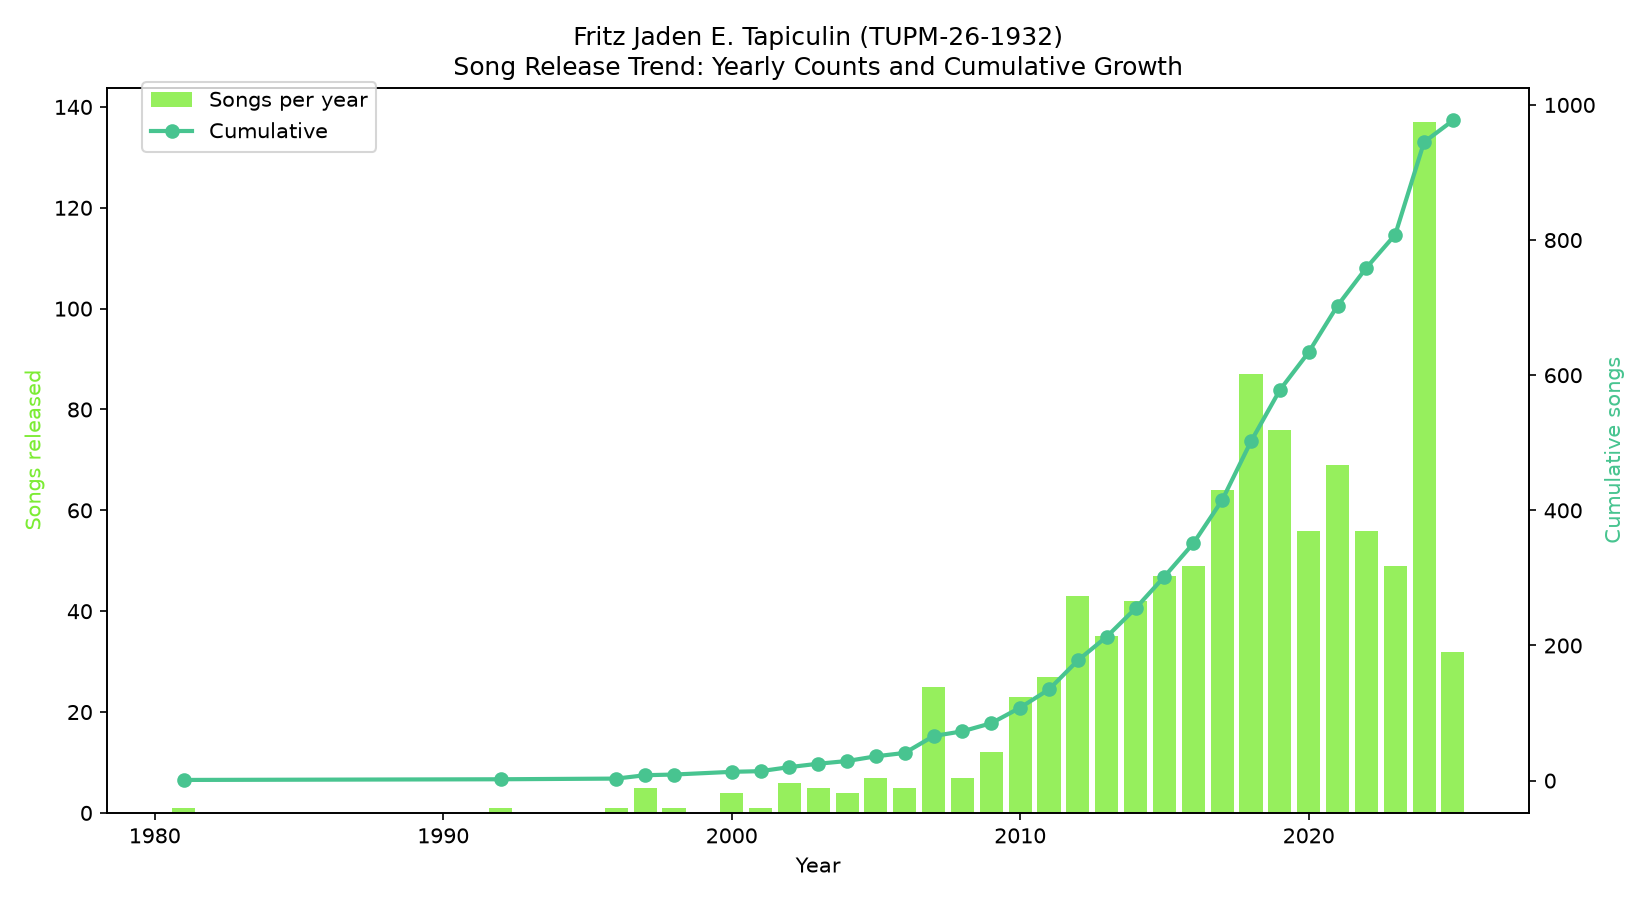 Fritz Jaden E. Tapiculin (TUPM-26-1932)
Song Release Trend: Yearly Counts and Cumulative Growth
Songs per year
Cumulative
140
120
100
80
60
40
20
0
Songs released
1000
800
600
400
200
0
Cumulative songs
1980 1990 2000 2010 2020
Year